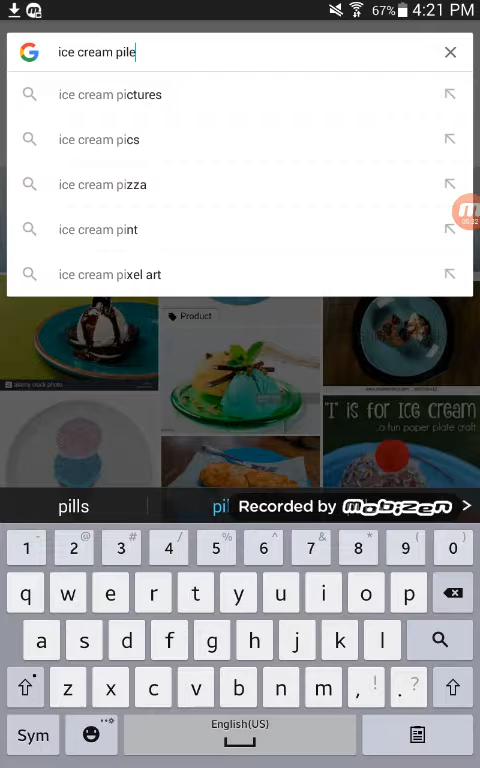 67% 4:21 PM
ice cream pile
ice cream pictures
ice cream pics
ice cream pizza
ice cream pint
ice cream pixel art
Product
alamy stock photo
"I" IS FOR ICE CREAM
a fun paper plate craft
pills
Recorded by Mobizen >
1 2 3 4 5 6 7 8 9 0
- @ # / % ^ & * ( )
q w e r t y u i o p
a s d f g h j k l
z x c v b n m , ! . ?
Sym
English(US)